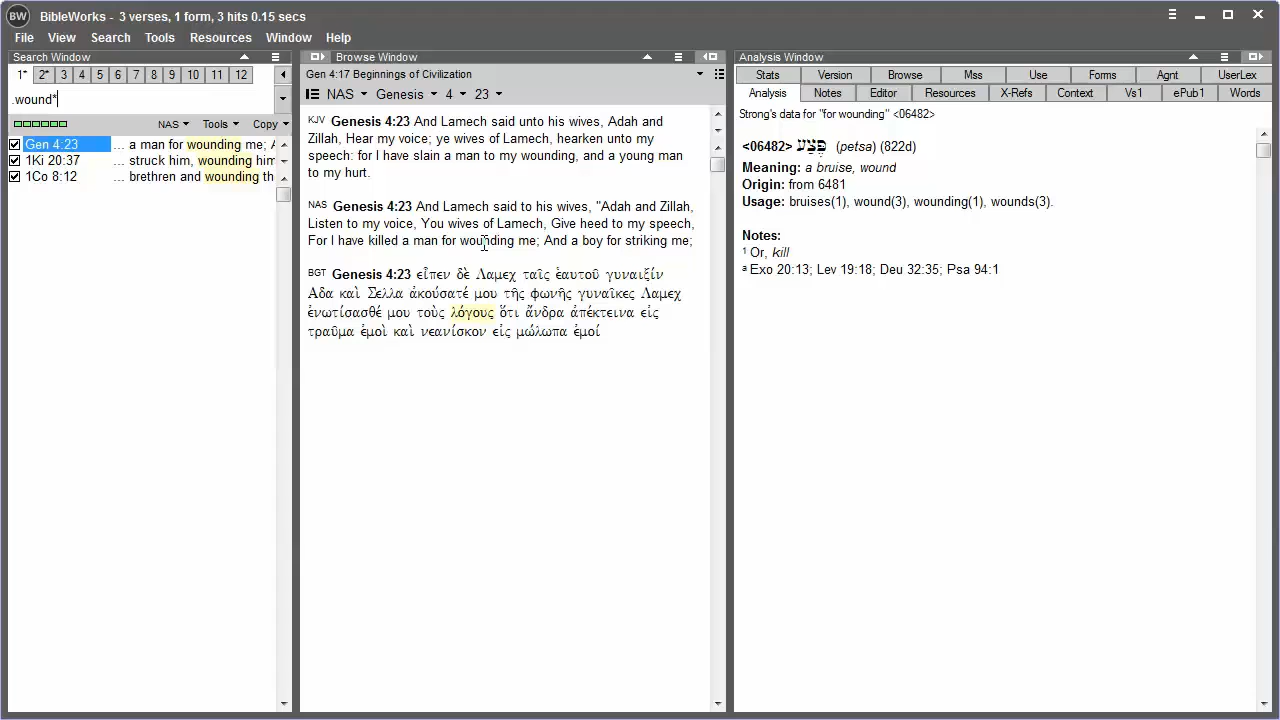 BW BibleWorks - 3 verses, 1 form, 3 hits 0.15 secs
File View Search Tools Resources Window Help
Search Window
1* 2* 3 4 5 6 7 8 9 10 11 12
.wound*
NAS Tools Copy
Gen 4:23 ... a man for wounding me; A
1Ki 20:37 ... struck him, wounding him
1Co 8:12 ... brethren and wounding th
Browse Window
Gen 4:17 Beginnings of Civilization
NAS Genesis 4 23
KJV Genesis 4:23 And Lamech said unto his wives, Adah and
Zillah, Hear my voice; ye wives of Lamech, hearken unto my
speech: for I have slain a man to my wounding, and a young man
to my hurt.
NAS Genesis 4:23 And Lamech said to his wives, "Adah and Zillah,
Listen to my voice, You wives of Lamech, Give heed to my speech,
For I have killed a man for wounding me; And a boy for striking me;
BGT Genesis 4:23 εἶπεν δὲ Λαμεχ ταῖς ἑαυτοῦ γυναιξίν
Αδα καὶ Σελλα ἀκούσατέ μου τῆς φωνῆς γυναῖκες Λαμεχ
ἐνωτίσασθέ μου τοὺς λόγους ὅτι ἄνδρα ἀπέκτεινα εἰς
τραῦμα ἐμοὶ καὶ νεανίσκον εἰς μώλωπα ἐμοί
Analysis Window
Stats Version Browse Mss Use Forms Agnt UserLex
Analysis Notes Editor Resources X-Refs Context Vs1 ePub1 Words
Strong's data for "for wounding" <06482>
<06482> פֶּצַע (petsa) (822d)
Meaning: a bruise, wound
Origin: from 6481
Usage: bruises(1), wound(3), wounding(1), wounds(3).
Notes:
1 Or, kill
a Exo 20:13; Lev 19:18; Deu 32:35; Psa 94:1